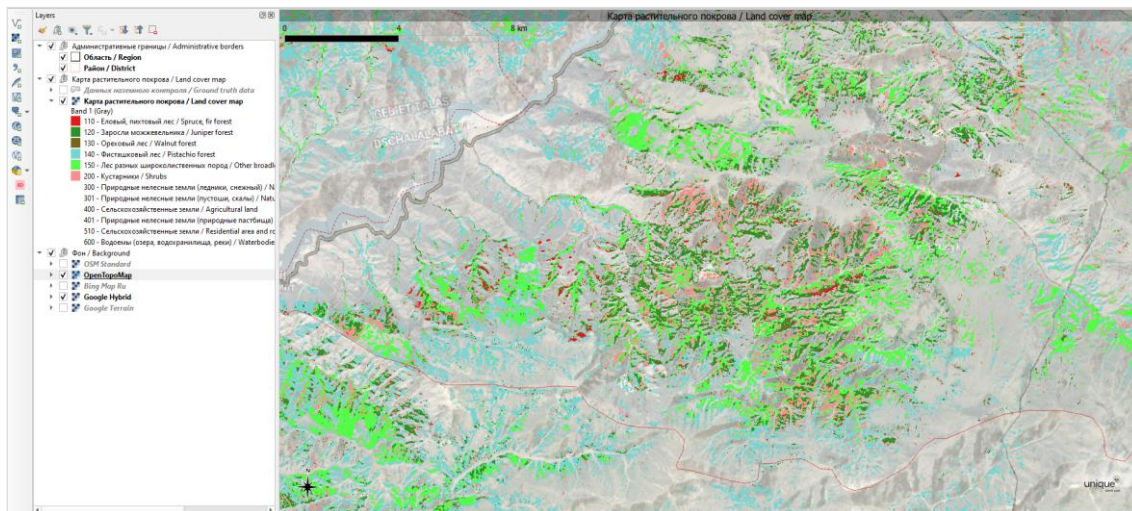 Layers
Административные границы / Administrative borders
Область / Region
Район / District
Карта растительного покрова / Land cover map
Данных наземного контроля / Ground truth data
Карта растительного покрова / Land cover map
Band 1 (Gray)
110 - Еловый, пихтовый лес / Spruce, fir forest
120 - Заросли можжевельника / Juniper forest
130 - Ореховый лес / Walnut forest
140 - Фисташковый лес / Pistachio forest
150 - Лес разных широколиственных пород / Other broadl
200 - Кустарники / Shrubs
300 - Природные нелесные земли (ледники, снежный) / N
301 - Природные нелесные земли (пустоши, скалы) / Natu
400 - Сельскохозяйственные земли / Agricultural land
401 - Природные нелесные земли (природные пастбища)
510 - Сельскохозяйственные земли / Residential area and ro
600 - Водоемы (озера, водохранилища, реки) / Waterbodie
Фон / Background
OSM Standard
OpenTopoMap
Bing Map Ru
Google Hybrid
Google Terrain
Карта растительного покрова / Land cover map
0 4 8 km
GEBIET TALAS
DSCHALALABAT
N
unique